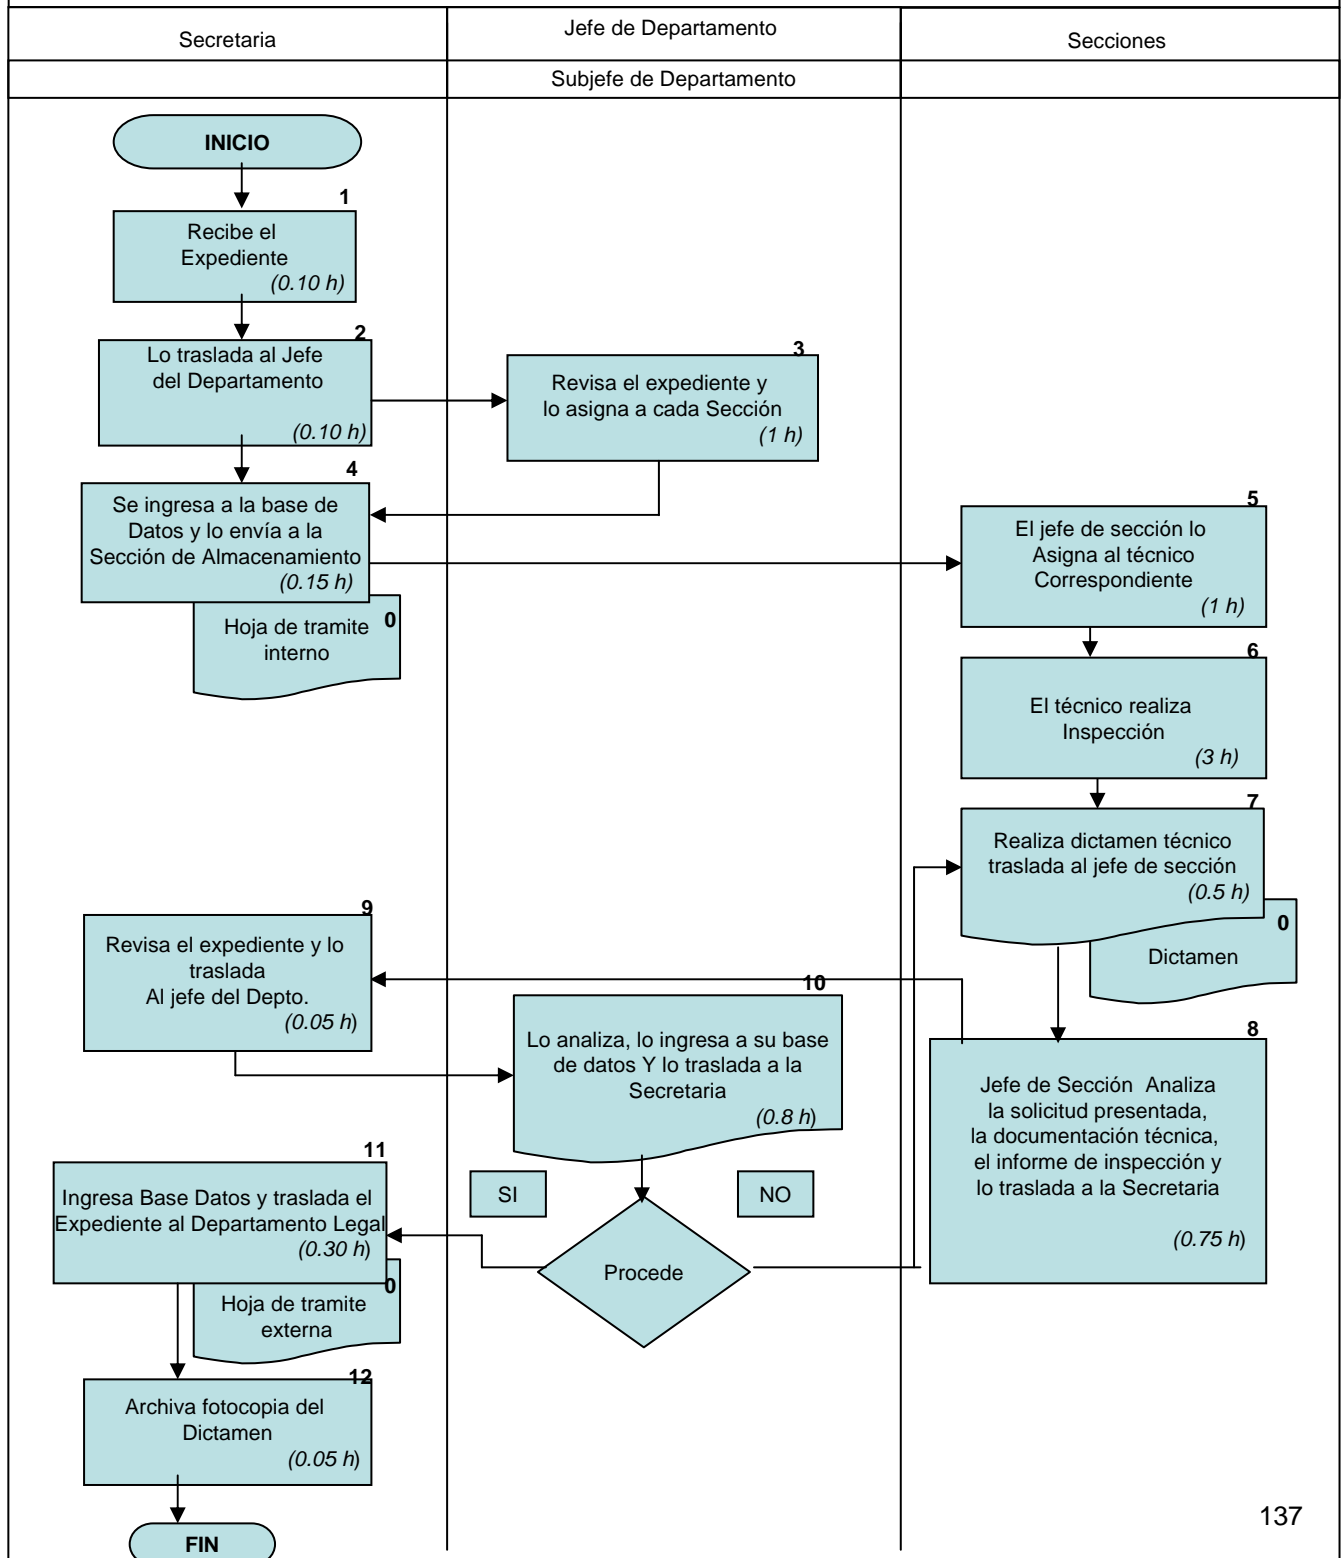 Secretaria
Jefe de Departamento
Secciones
Subjefe de Departamento
INICIO
1
Recibe el
Expediente
(0.10 h)
2
Lo traslada al Jefe
del Departamento
(0.10 h)
3
Revisa el expediente y
lo asigna a cada Sección
(1 h)
4
Se ingresa a la base de
Datos y lo envía a la
Sección de Almacenamiento
(0.15 h)
0
Hoja de tramite
interno
5
El jefe de sección lo
Asigna al técnico
Correspondiente
(1 h)
6
El técnico realiza
Inspección
(3 h)
7
Realiza dictamen técnico
traslada al jefe de sección
(0.5 h)
0
Dictamen
8
Jefe de Sección Analiza
la solicitud presentada,
la documentación técnica,
el informe de inspección y
lo traslada a la Secretaria
(0.75 h)
9
Revisa el expediente y lo
traslada
Al jefe del Depto.
(0.05 h)
10
Lo analiza, lo ingresa a su base
de datos Y lo traslada a la
Secretaria
(0.8 h)
SI
NO
Procede
11
Ingresa Base Datos y traslada el
Expediente al Departamento Legal
(0.30 h)
0
Hoja de tramite
externa
12
Archiva fotocopia del
Dictamen
(0.05 h)
FIN
137